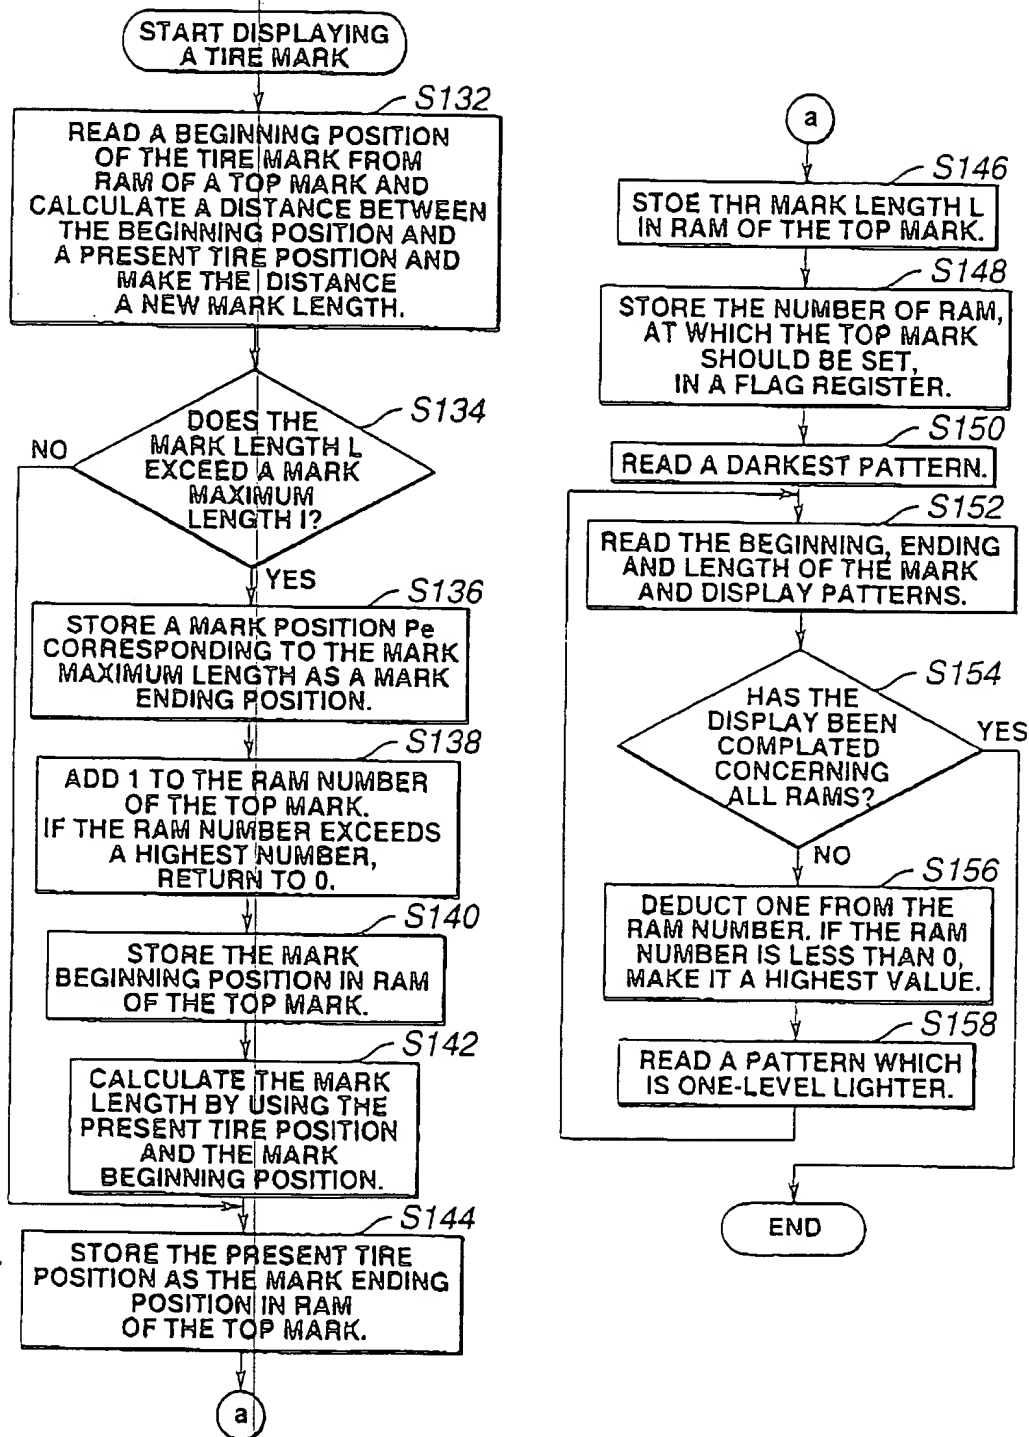 START DISPLAYING
A TIRE MARK
S132
READ A BEGINNING POSITION
OF THE TIRE MARK FROM
RAM OF A TOP MARK AND
CALCULATE A DISTANCE BETWEEN
THE BEGINNING POSITION AND
A PRESENT TIRE POSITION AND
MAKE THE DISTANCE
A NEW MARK LENGTH.
S134
DOES THE
MARK LENGTH L
EXCEED A MARK
MAXIMUM
LENGTH l?
NO
YES
S136
STORE A MARK POSITION Pe
CORRESPONDING TO THE MARK
MAXIMUM LENGTH AS A MARK
ENDING POSITION.
S138
ADD 1 TO THE RAM NUMBER
OF THE TOP MARK.
IF THE RAM NUMBER EXCEEDS
A HIGHEST NUMBER,
RETURN TO 0.
S140
STORE THE MARK
BEGINNING POSITION IN RAM
OF THE TOP MARK.
S142
CALCULATE THE MARK
LENGTH BY USING THE
PRESENT TIRE POSITION
AND THE MARK
BEGINNING POSITION.
S144
STORE THE PRESENT TIRE
POSITION AS THE MARK ENDING
POSITION IN RAM
OF THE TOP MARK.
a
a
S146
STOE THR MARK LENGTH L
IN RAM OF THE TOP MARK.
S148
STORE THE NUMBER OF RAM,
AT WHICH THE TOP MARK
SHOULD BE SET,
IN A FLAG REGISTER.
S150
READ A DARKEST PATTERN.
S152
READ THE BEGINNING, ENDING
AND LENGTH OF THE MARK
AND DISPLAY PATTERNS.
S154
HAS THE
DISPLAY BEEN
COMPLATED
CONCERNING
ALL RAMS?
YES
NO
S156
DEDUCT ONE FROM THE
RAM NUMBER. IF THE RAM
NUMBER IS LESS THAN 0,
MAKE IT A HIGHEST VALUE.
S158
READ A PATTERN WHICH
IS ONE-LEVEL LIGHTER.
END